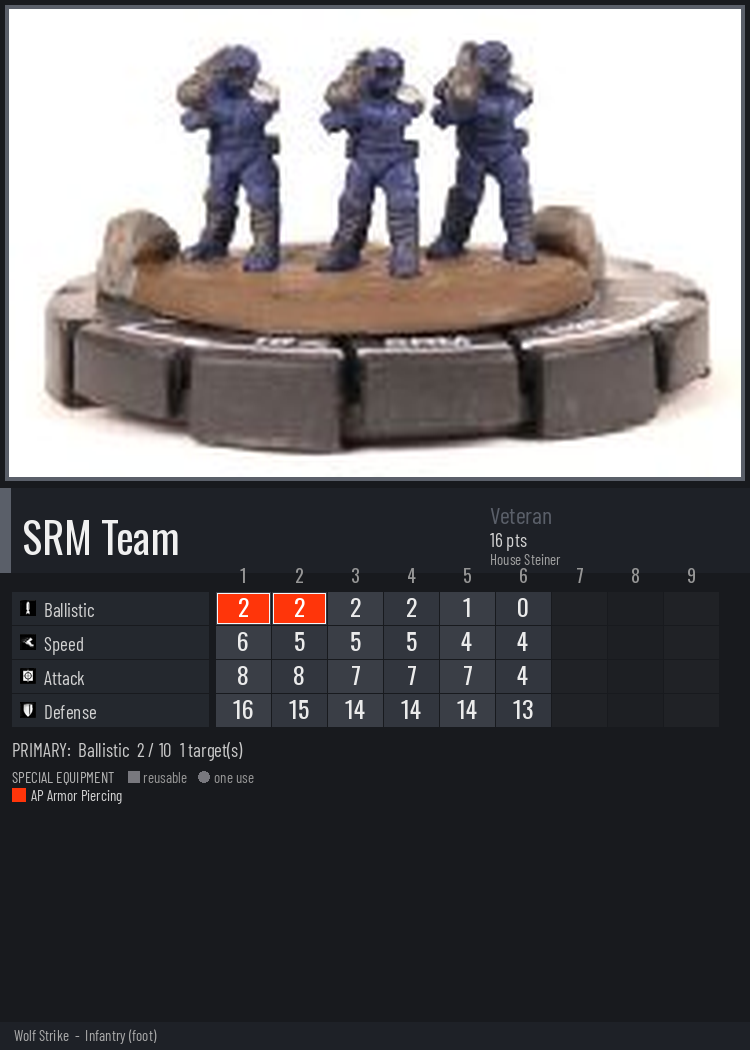 SRM
SRM Team
Veteran
16 pts
House Steiner
1 2 3 4 5 6 7 8 9
Ballistic 2 2 2 2 1 0
Speed 6 5 5 5 4 4
Attack 8 8 7 7 7 4
Defense 16 15 14 14 14 13
PRIMARY: Ballistic 2 / 10 1 target(s)
SPECIAL EQUIPMENT reusable one use
AP Armor Piercing
Wolf Strike - Infantry (foot)